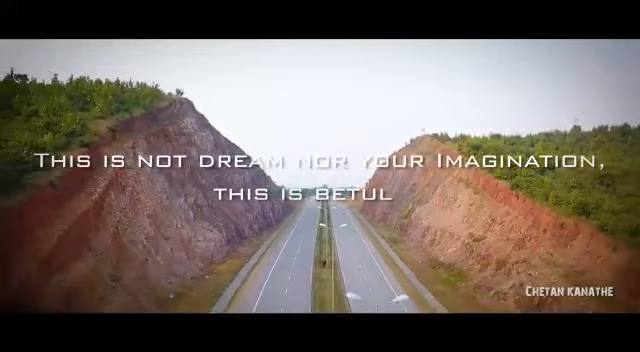 This is not dream nor your Imagination,
this is betul
Chetan Kanathe